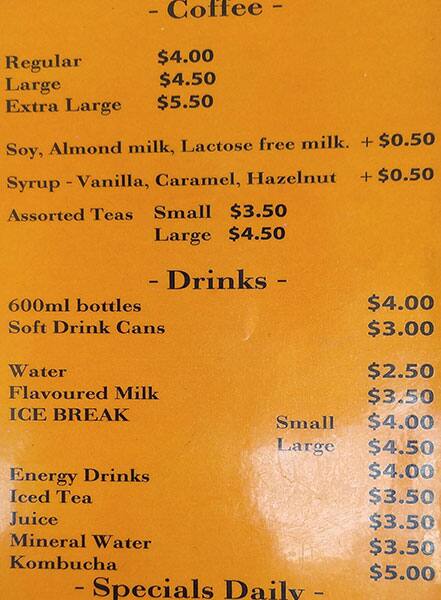 - Coffee -
Regular $4.00
Large $4.50
Extra Large $5.50
Soy, Almond milk, Lactose free milk. + $0.50
Syrup - Vanilla, Caramel, Hazelnut + $0.50
Assorted Teas Small $3.50
Large $4.50
- Drinks -
600ml bottles $4.00
Soft Drink Cans $3.00
Water $2.50
Flavoured Milk $3.50
ICE BREAK Small $4.00
Large $4.50
Energy Drinks $4.00
Iced Tea $3.50
Juice $3.50
Mineral Water $3.50
Kombucha $5.00
- Specials Daily -